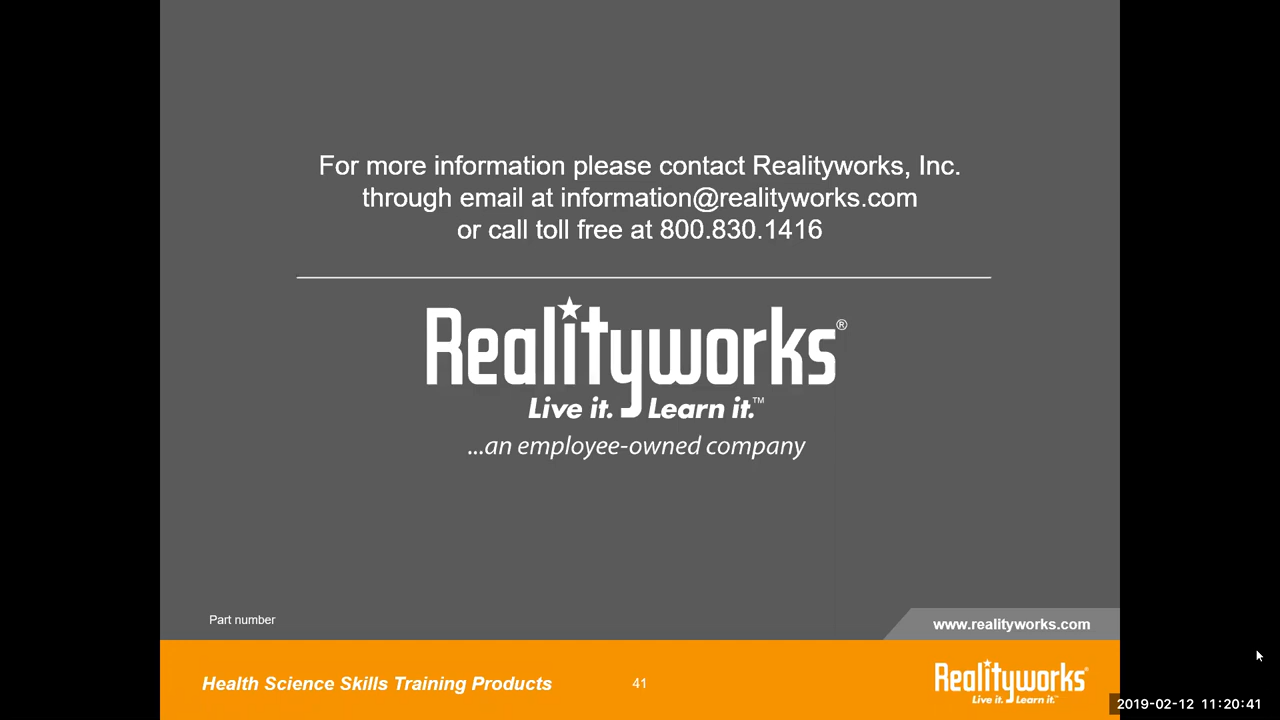 For more information please contact Realityworks, Inc.
through email at information@realityworks.com
or call toll free at 800.830.1416
Realityworks®
Live it. Learn it.™
...an employee-owned company
Part number
www.realityworks.com
Health Science Skills Training Products
41
Realityworks®
Live it. Learn it.™
2019-02-12 11:20:41